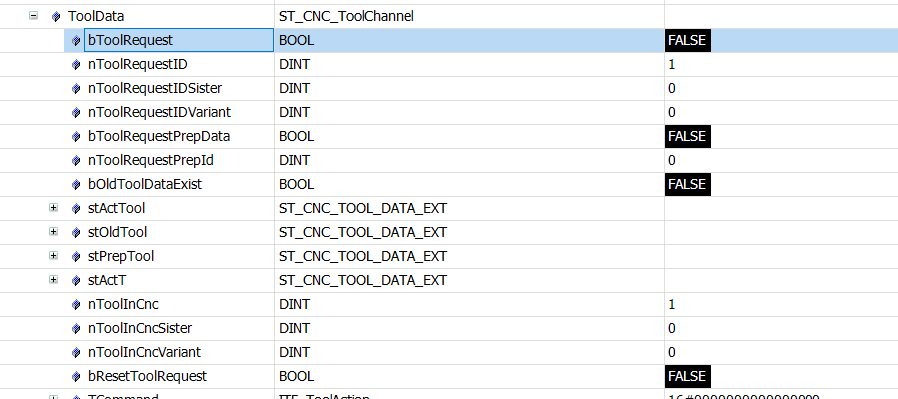 ToolData ST_CNC_ToolChannel
bToolRequest BOOL FALSE
nToolRequestID DINT 1
nToolRequestIDSister DINT 0
nToolRequestIDVariant DINT 0
bToolRequestPrepData BOOL FALSE
nToolRequestPrepId DINT 0
bOldToolDataExist BOOL FALSE
stActTool ST_CNC_TOOL_DATA_EXT
stOldTool ST_CNC_TOOL_DATA_EXT
stPrepTool ST_CNC_TOOL_DATA_EXT
stActT ST_CNC_TOOL_DATA_EXT
nToolInCnc DINT 1
nToolInCncSister DINT 0
nToolInCncVariant DINT 0
bResetToolRequest BOOL FALSE
TCommand ITF_ToolAction